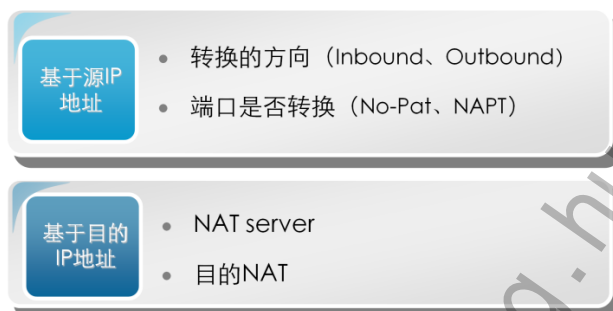 基于源IP
地址
转换的方向（Inbound、Outbound）
端口是否转换（No-Pat、NAPT）
基于目的
IP地址
NAT server
目的NAT
g.hu